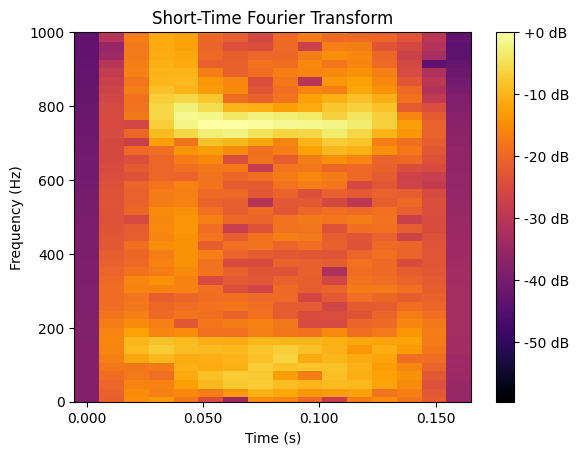 Short-Time Fourier Transform
1000
800
600
400
200
0
Frequency (Hz)
0.000
0.050
0.100
0.150
Time (s)
+0 dB
-10 dB
-20 dB
-30 dB
-40 dB
-50 dB